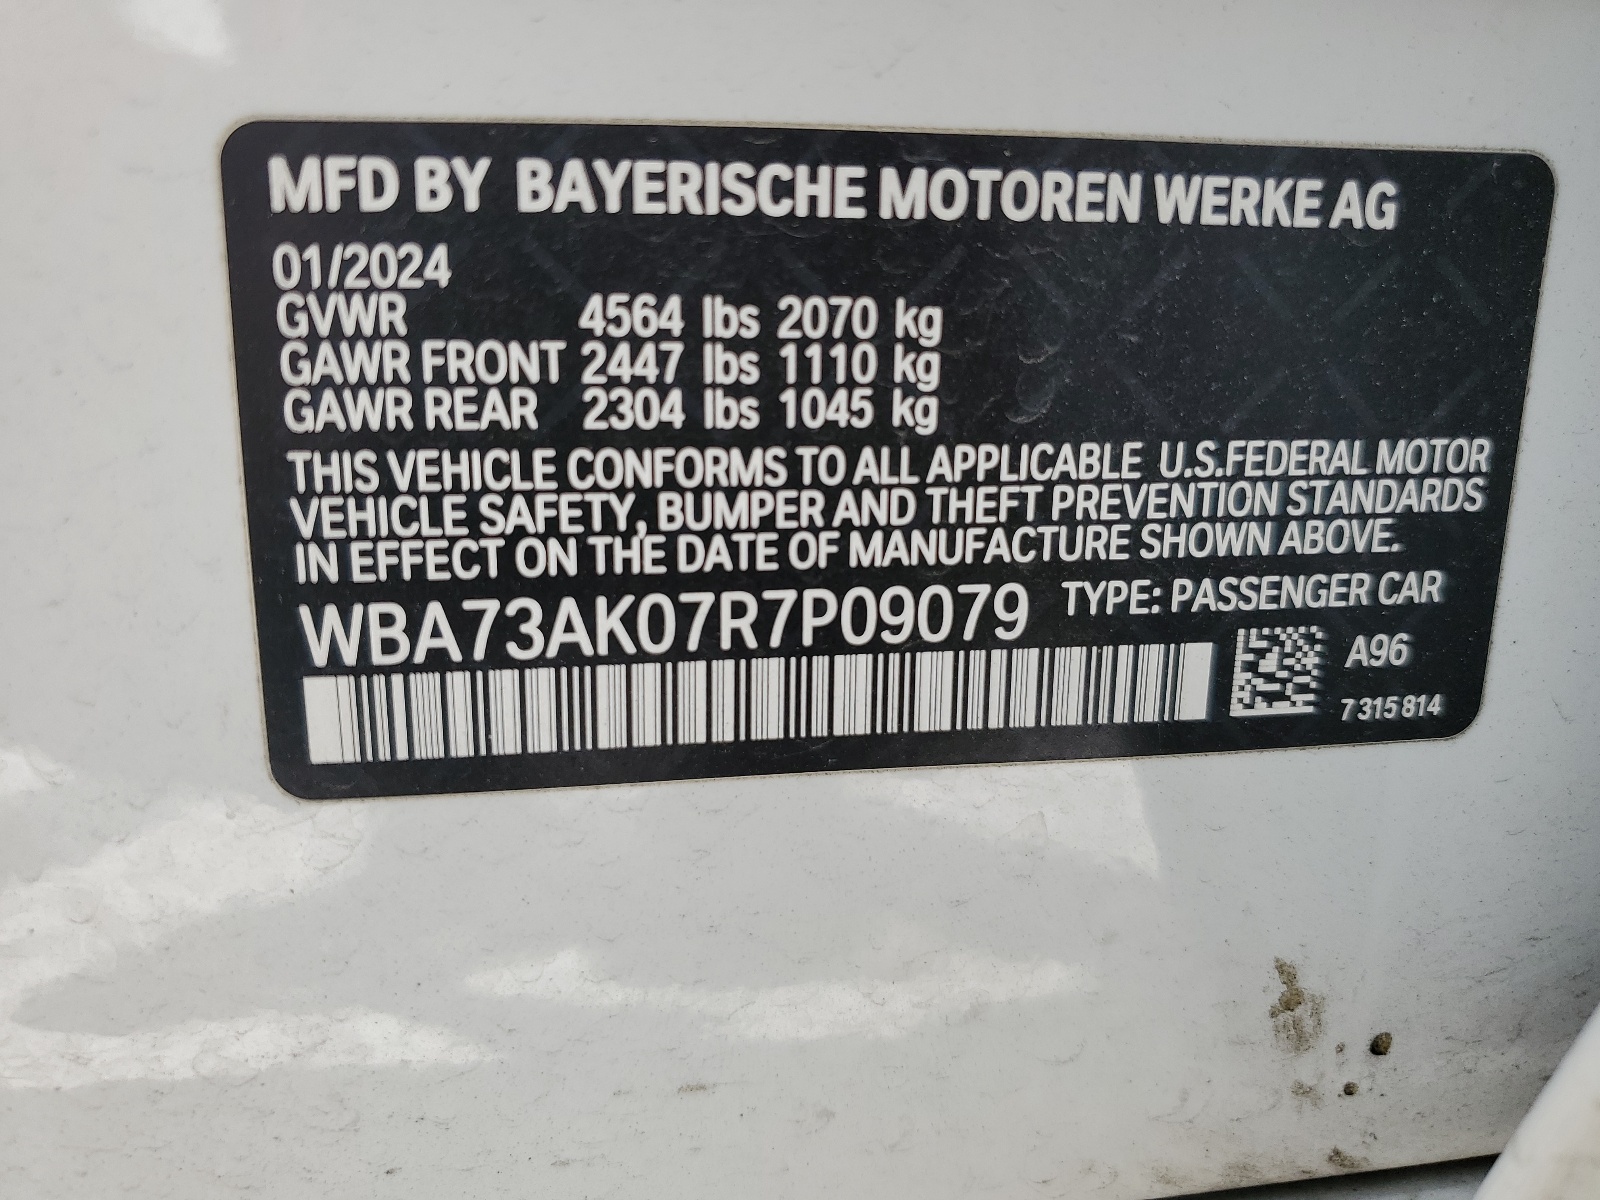 MFD BY BAYERISCHE MOTOREN WERKE AG
01/2024
GVWR 4564 lbs 2070 kg
GAWR FRONT 2447 lbs 1110 kg
GAWR REAR 2304 lbs 1045 kg
THIS VEHICLE CONFORMS TO ALL APPLICABLE U.S.FEDERAL MOTOR
VEHICLE SAFETY, BUMPER AND THEFT PREVENTION STANDARDS
IN EFFECT ON THE DATE OF MANUFACTURE SHOWN ABOVE.
WBA73AK07R7P09079 TYPE: PASSENGER CAR
A96
7 315 814